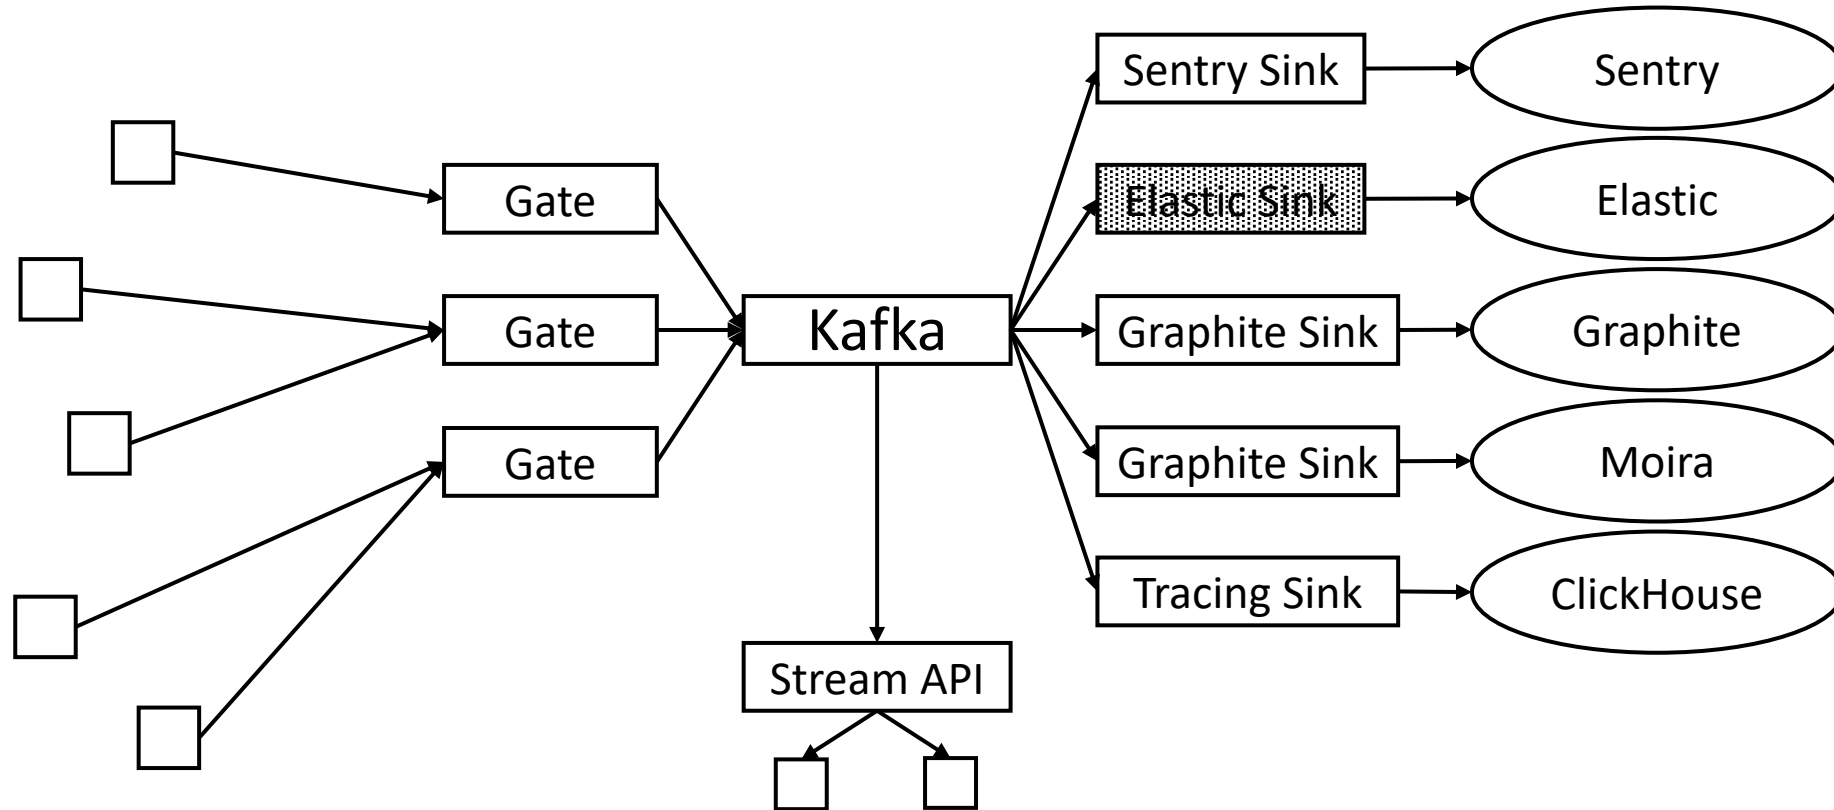 Sentry Sink
Sentry
Gate
Elastic Sink
Elastic
Gate
Kafka
Graphite Sink
Graphite
Gate
Graphite Sink
Moira
Tracing Sink
ClickHouse
Stream API